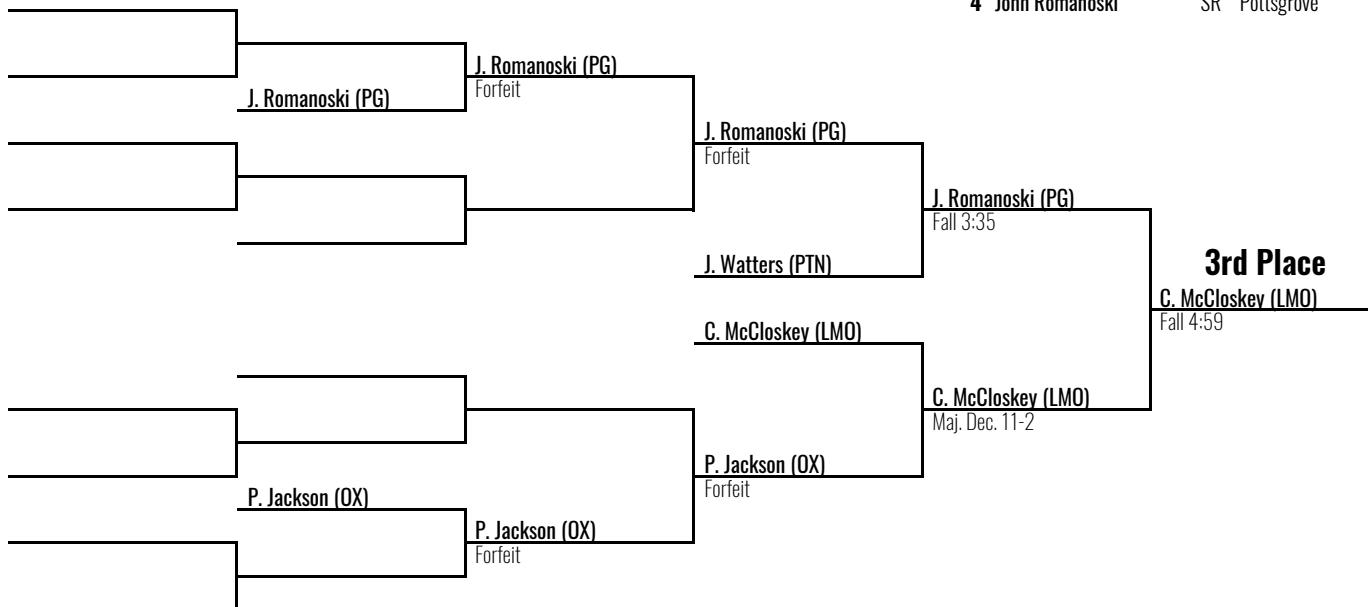 4 John Romanoski SR Pottsgrove
J. Romanoski (PG)
Forfeit
J. Romanoski (PG)
J. Romanoski (PG)
Forfeit
J. Romanoski (PG)
Fall 3:35
J. Watters (PTN)
3rd Place
C. McCloskey (LMO)
Fall 4:59
C. McCloskey (LMO)
C. McCloskey (LMO)
Maj. Dec. 11-2
P. Jackson (OX)
Forfeit
P. Jackson (OX)
P. Jackson (OX)
Forfeit